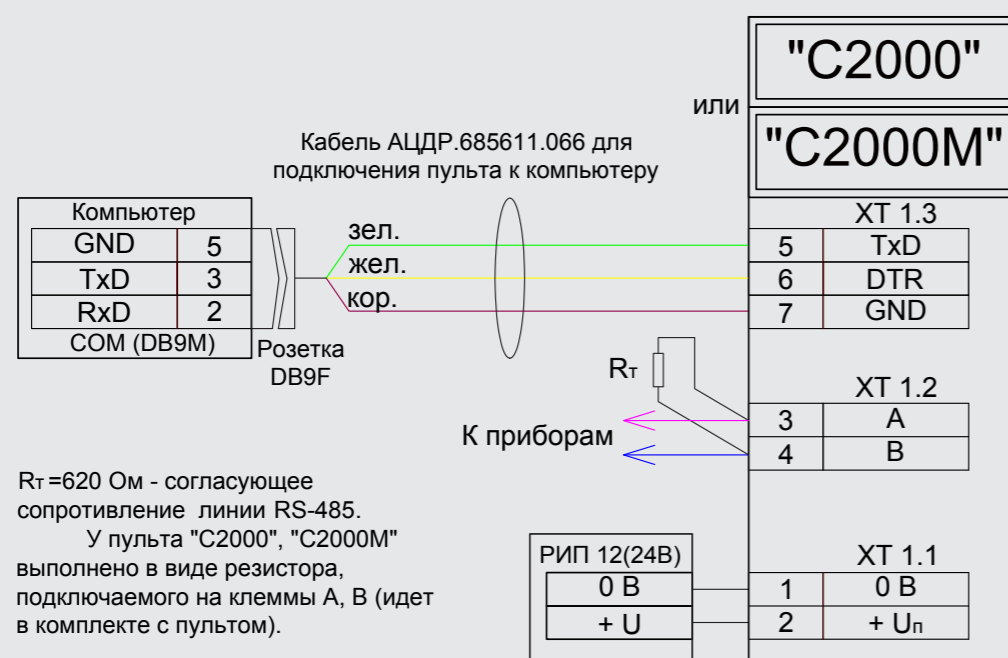 "С2000"
или
"С2000М"
Кабель АЦДР.685611.066 для
подключения пульта к компьютеру
Компьютер
GND 5
TxD 3
RxD 2
COM (DB9M)
Розетка
DB9F
зел.
жел.
кор.
XT 1.3
5 TxD
6 DTR
7 GND
Rт
XT 1.2
3 A
4 B
К приборам
Rт =620 Ом - согласующее
сопротивление линии RS-485.
У пульта "С2000", "С2000М"
выполнено в виде резистора,
подключаемого на клеммы А, В (идет
в комплекте с пультом).
РИП 12(24В)
0 В
+ U
XT 1.1
1 0 В
2 + Uп